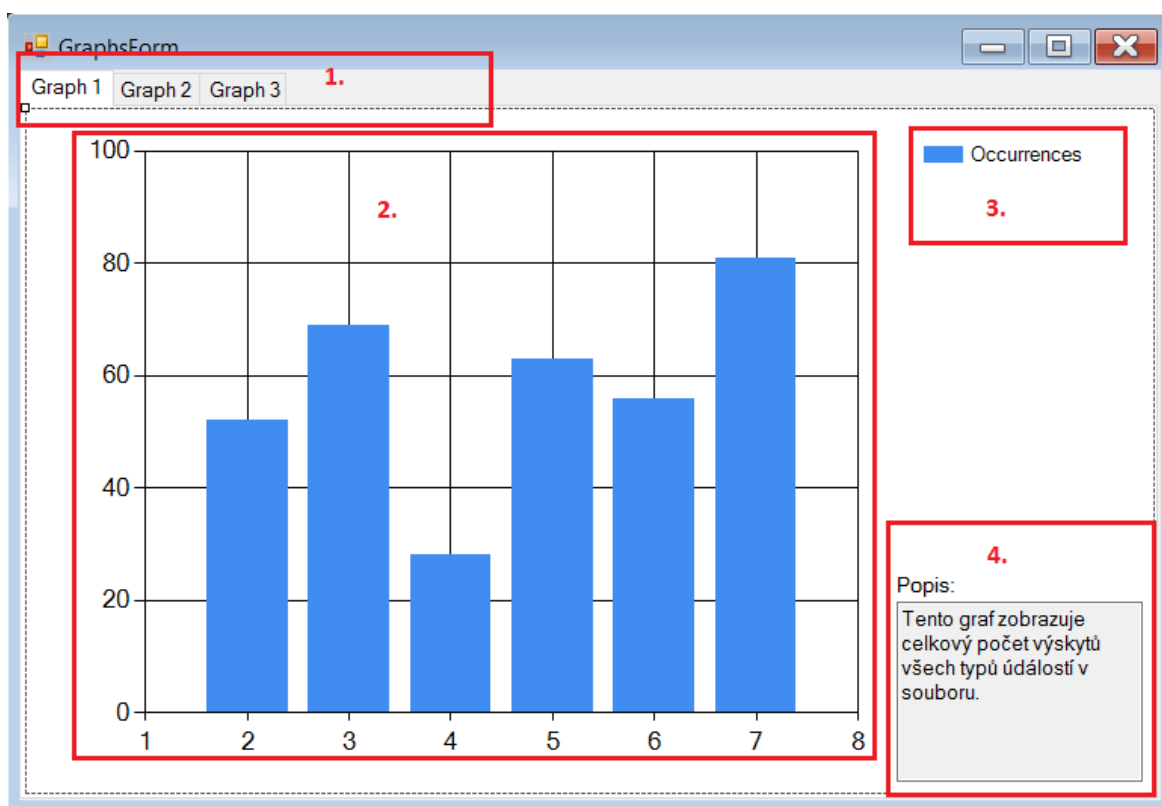 GraphsForm
1.
Graph 1 Graph 2 Graph 3
100
80
60
40
20
0
1 2 3 4 5 6 7 8
2.
Occurrences
3.
4.
Popis:
Tento graf zobrazuje
celkový počet výskytů
všech typů údálostí v
souboru.